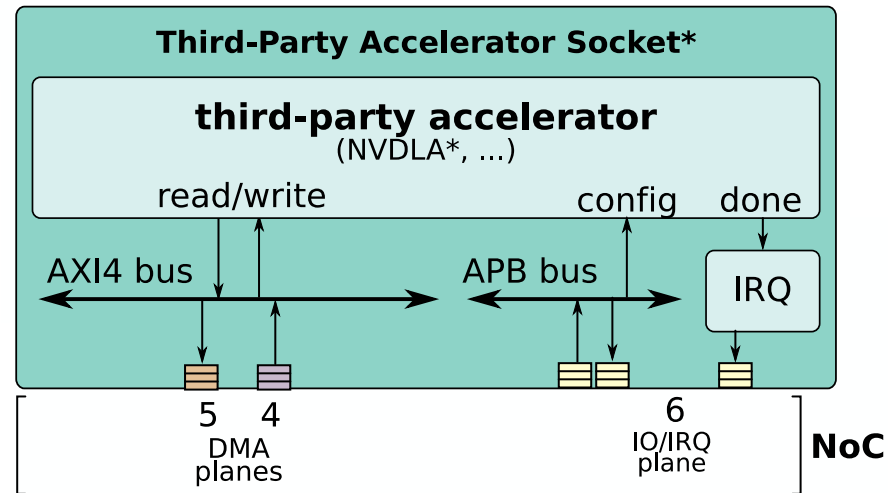 Third-Party Accelerator Socket*
third-party accelerator
(NVDLA*, ...)
read/write
config
done
AXI4 bus
APB bus
IRQ
5
4
6
DMA
planes
IO/IRQ
plane
NoC